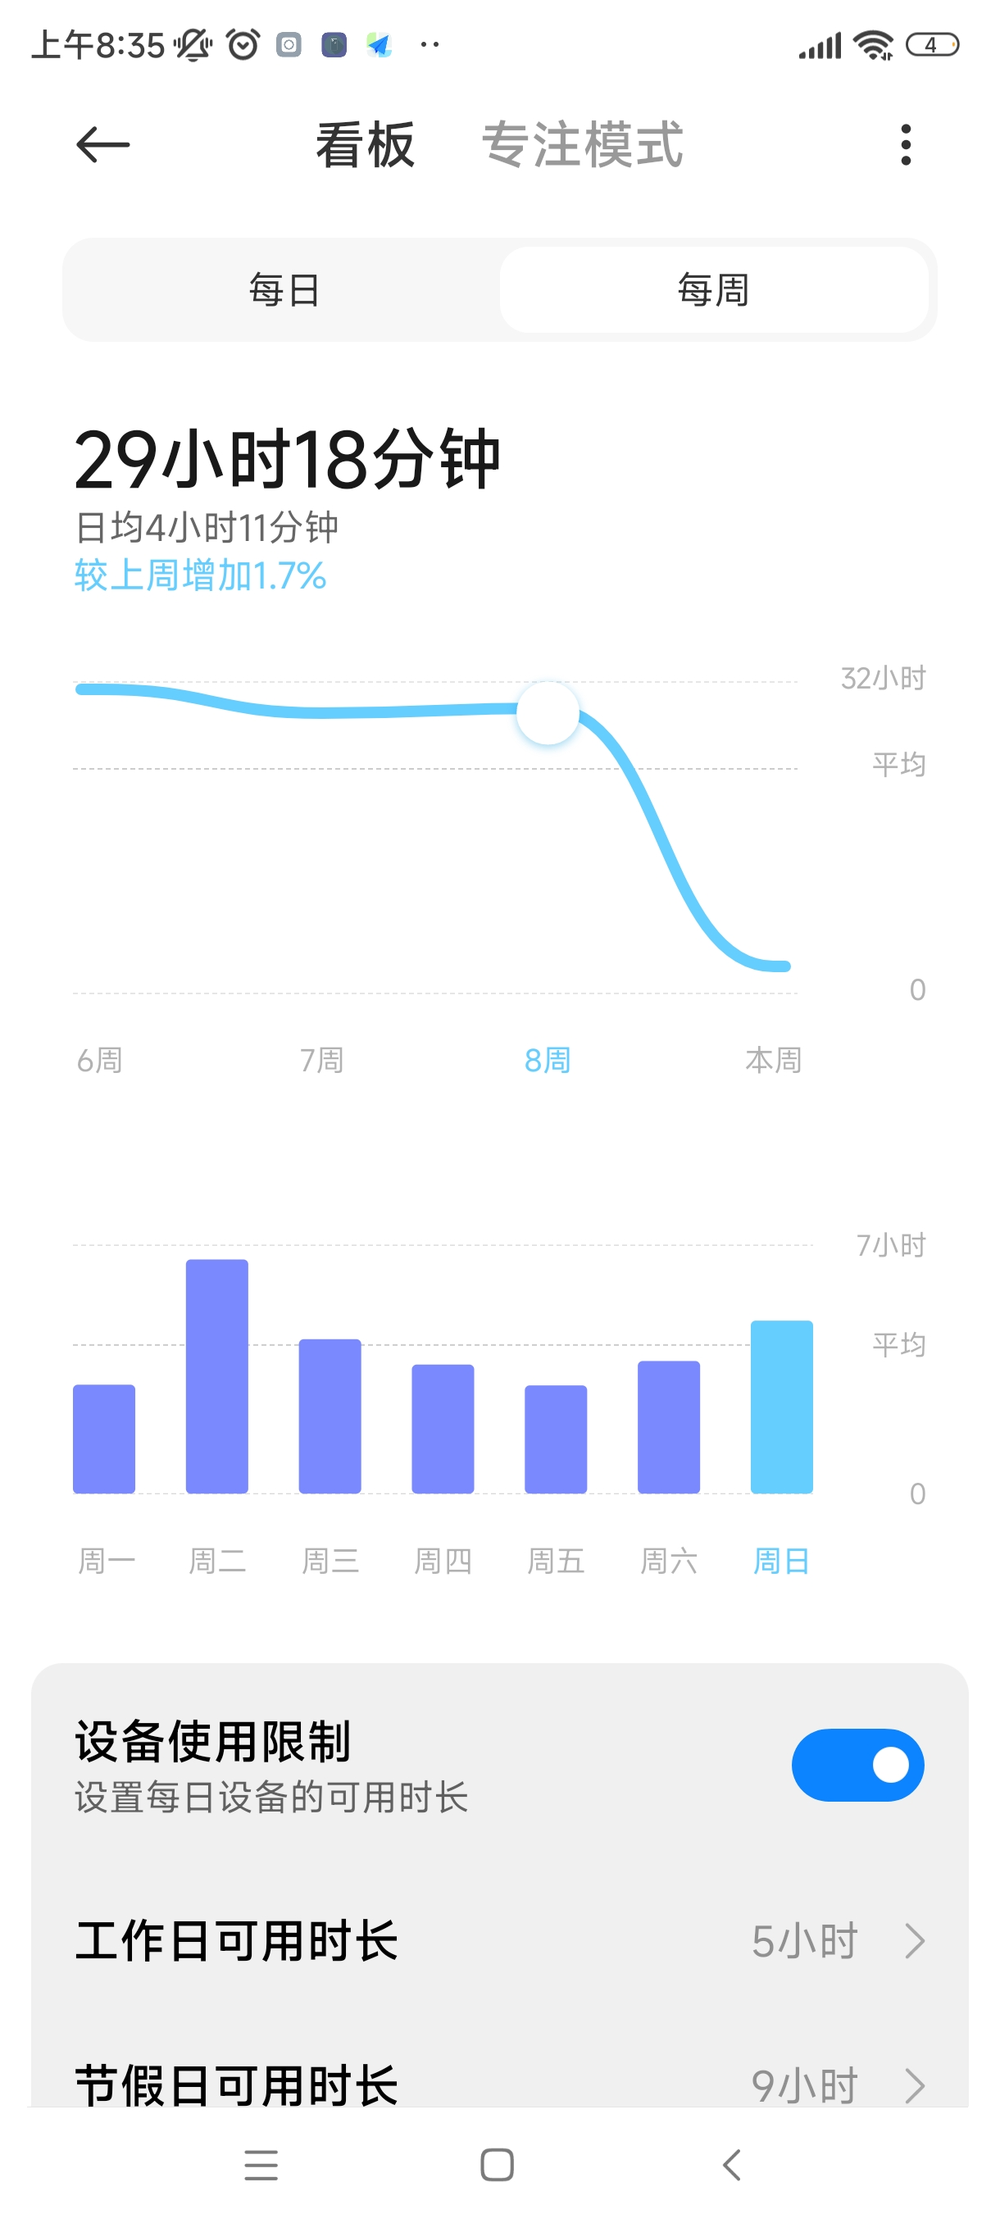 上午8:35
4
看板 专注模式
每日 每周
29小时18分钟
日均4小时11分钟
较上周增加1.7%
32小时
平均
0
6周 7周 8周 本周
7小时
平均
0
周一 周二 周三 周四 周五 周六 周日
设备使用限制
设置每日设备的可用时长
工作日可用时长 5小时
节假日可用时长 9小时